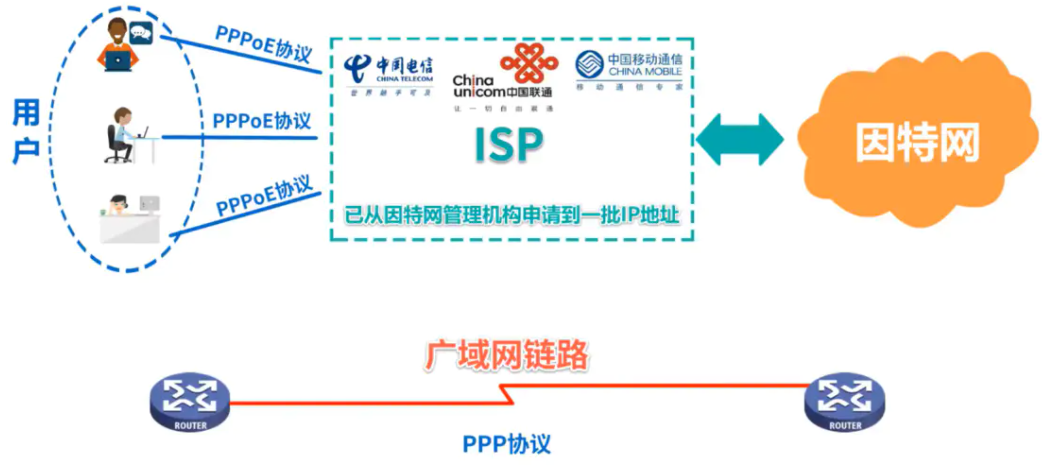 用户
PPPoE协议
PPPoE协议
PPPoE协议
中国电信
CHINA TELECOM
世界触手可及
China
unicom中国联通
让一切自由联通
中国移动通信
CHINA MOBILE
移动通信专家
ISP
已从因特网管理机构申请到一批IP地址
因特网
广域网链路
ROUTER
ROUTER
PPP协议